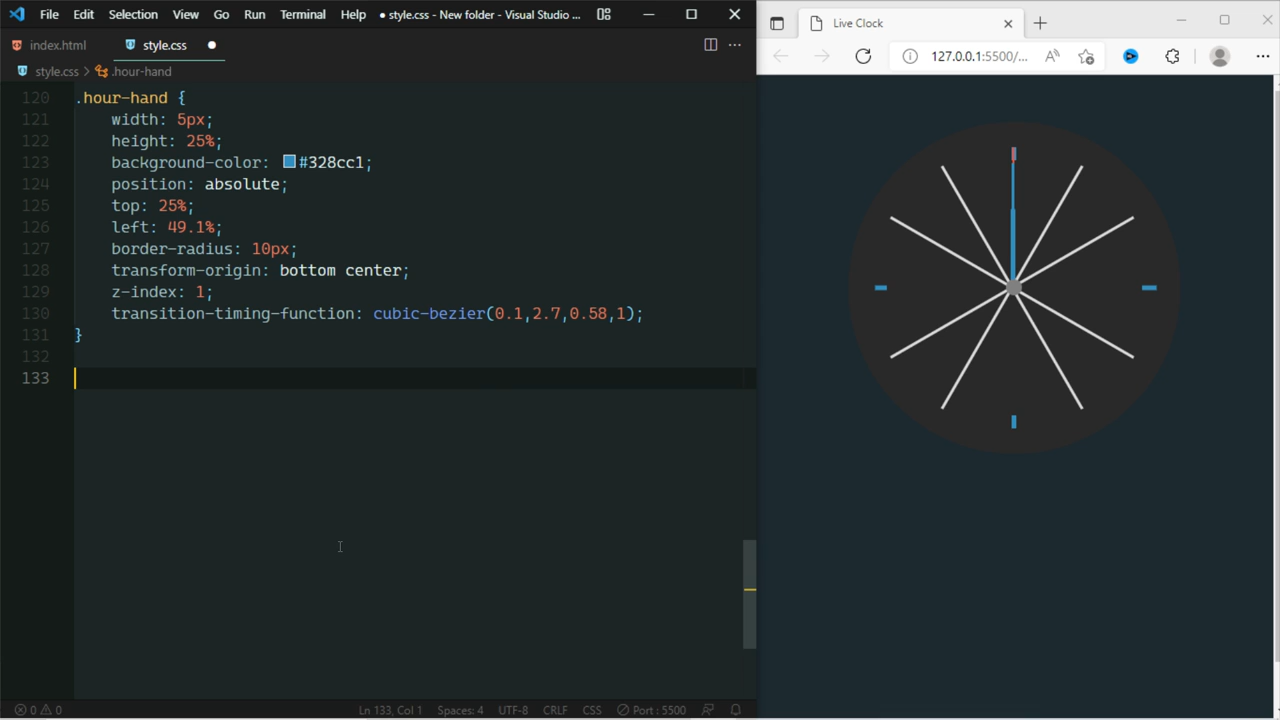 File Edit Selection View Go Run Terminal Help ● style.css - New folder - Visual Studio ...
index.html style.css ●
style.css > .hour-hand
120 .hour-hand {
121 width: 5px;
122 height: 25%;
123 background-color: #328cc1;
124 position: absolute;
125 top: 25%;
126 left: 49.1%;
127 border-radius: 10px;
128 transform-origin: bottom center;
129 z-index: 1;
130 transition-timing-function: cubic-bezier(0.1,2.7,0.58,1);
131 }
132
133
0 0 Ln 133, Col 1 Spaces: 4 UTF-8 CRLF CSS Port : 5500
Live Clock
127.0.0.1:5500/...